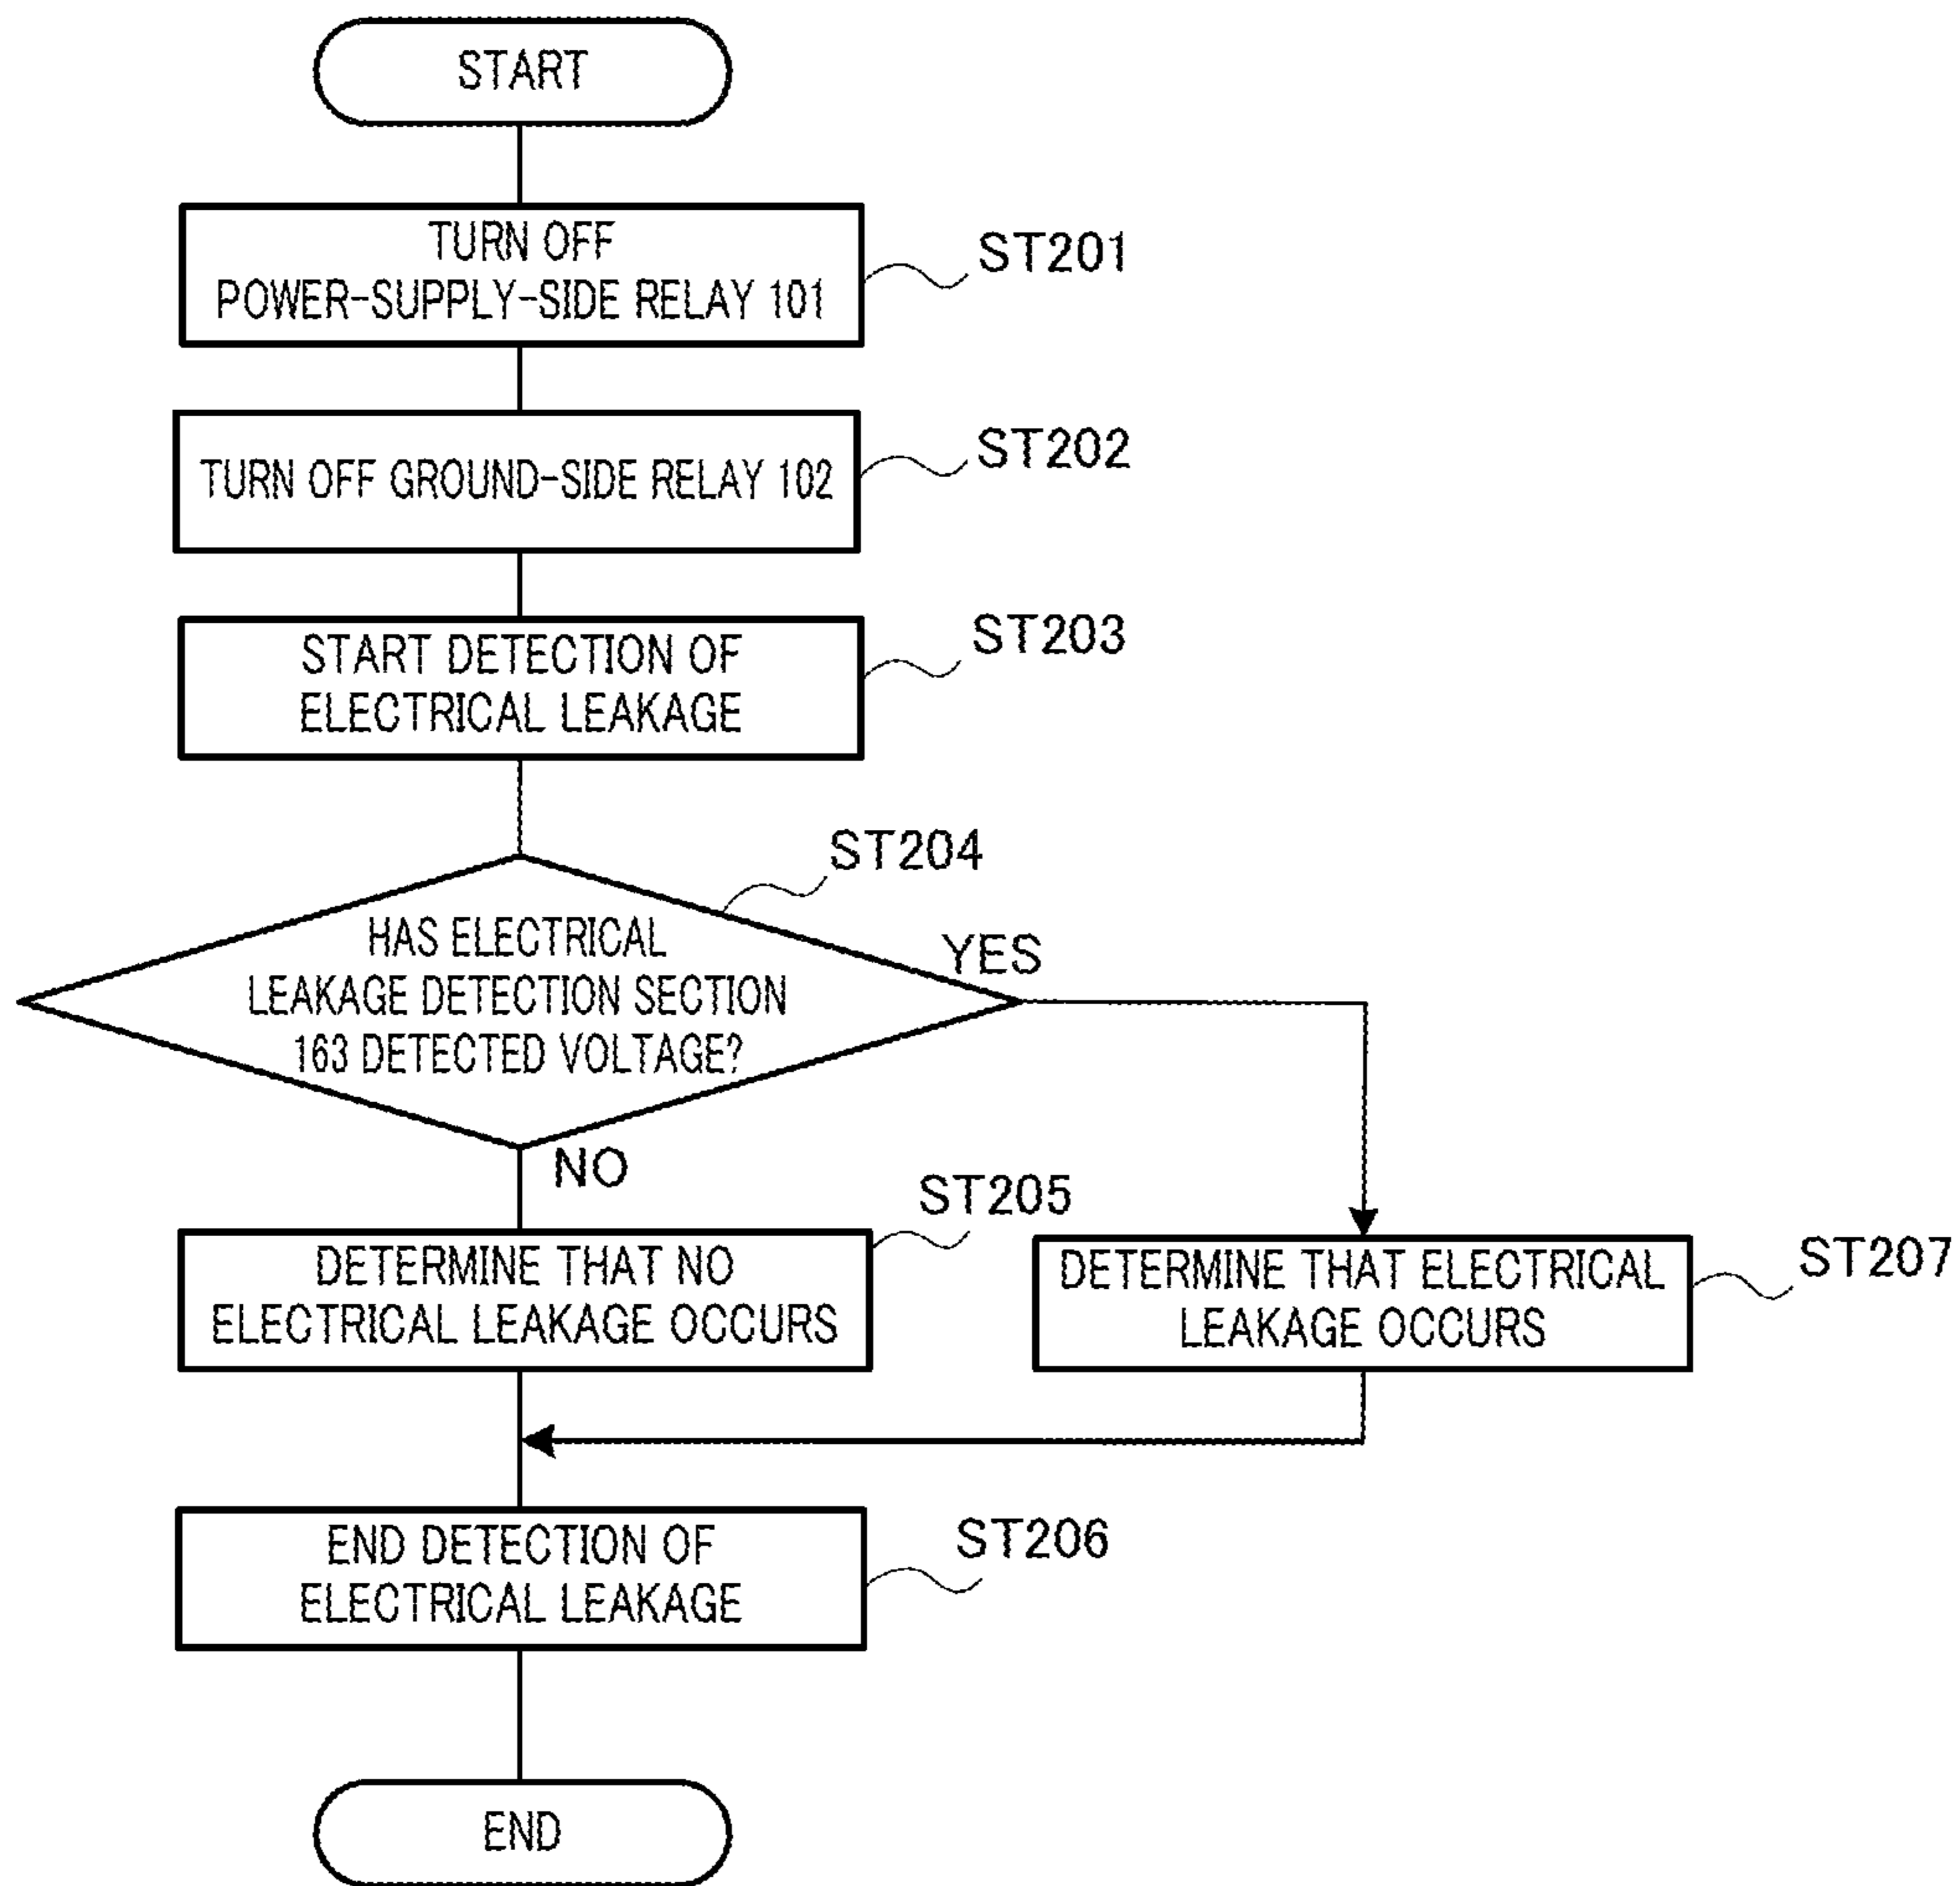 START
TURN OFF
POWER-SUPPLY-SIDE RELAY 101
ST201
TURN OFF GROUND-SIDE RELAY 102
ST202
START DETECTION OF
ELECTRICAL LEAKAGE
ST203
ST204
HAS ELECTRICAL
LEAKAGE DETECTION SECTION
163 DETECTED VOLTAGE?
YES
NO
ST205
DETERMINE THAT NO
ELECTRICAL LEAKAGE OCCURS
DETERMINE THAT ELECTRICAL
LEAKAGE OCCURS
ST207
END DETECTION OF
ELECTRICAL LEAKAGE
ST206
END